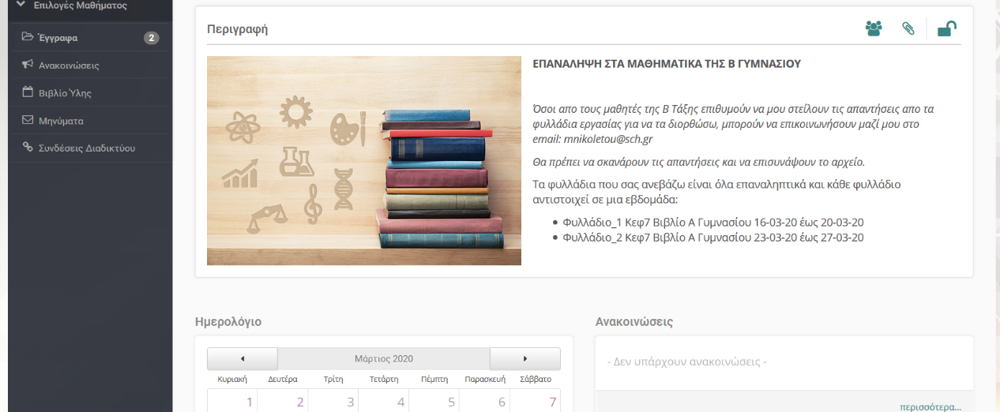 Επιλογές Μαθήματος
Έγγραφα 2
Ανακοινώσεις
Βιβλίο Ύλης
Μηνύματα
Συνδέσεις Διαδικτύου
Περιγραφή
ΕΠΑΝΑΛΗΨΗ ΣΤΑ ΜΑΘΗΜΑΤΙΚΑ ΤΗΣ Β ΓΥΜΝΑΣΙΟΥ
Όσοι απο τους μαθητές της Β Τάξης επιθυμούν να μου στείλουν τις απαντήσεις απο τα
φυλλάδια εργασίας για να τα διορθώσω, μπορούν να επικοινωνήσουν μαζί μου στο
email: mnikoletou@sch.gr
Θα πρέπει να σκανάρουν τις απαντήσεις και να επισυνάψουν το αρχείο.
Τα φυλλάδια που σας ανεβάζω είναι όλα επαναληπτικά και κάθε φυλλάδιο
αντιστοιχεί σε μια εβδομάδα:
• Φυλλάδιο_1 Κεφ7 Βιβλίο Α Γυμνασίου 16-03-20 έως 20-03-20
• Φυλλάδιο_2 Κεφ7 Βιβλίο Α Γυμνασίου 23-03-20 έως 27-03-20
Ημερολόγιο
Μάρτιος 2020
Κυριακή Δευτέρα Τρίτη Τετάρτη Πέμπτη Παρασκευή Σάββατο
1 2 3 4 5 6 7
Ανακοινώσεις
- Δεν υπάρχουν ανακοινώσεις -
περισσότερα...